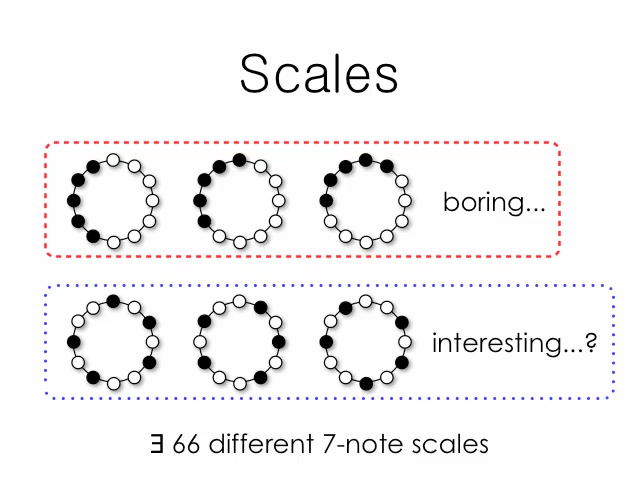 Scales
boring...
interesting...?
∃ 66 different 7-note scales